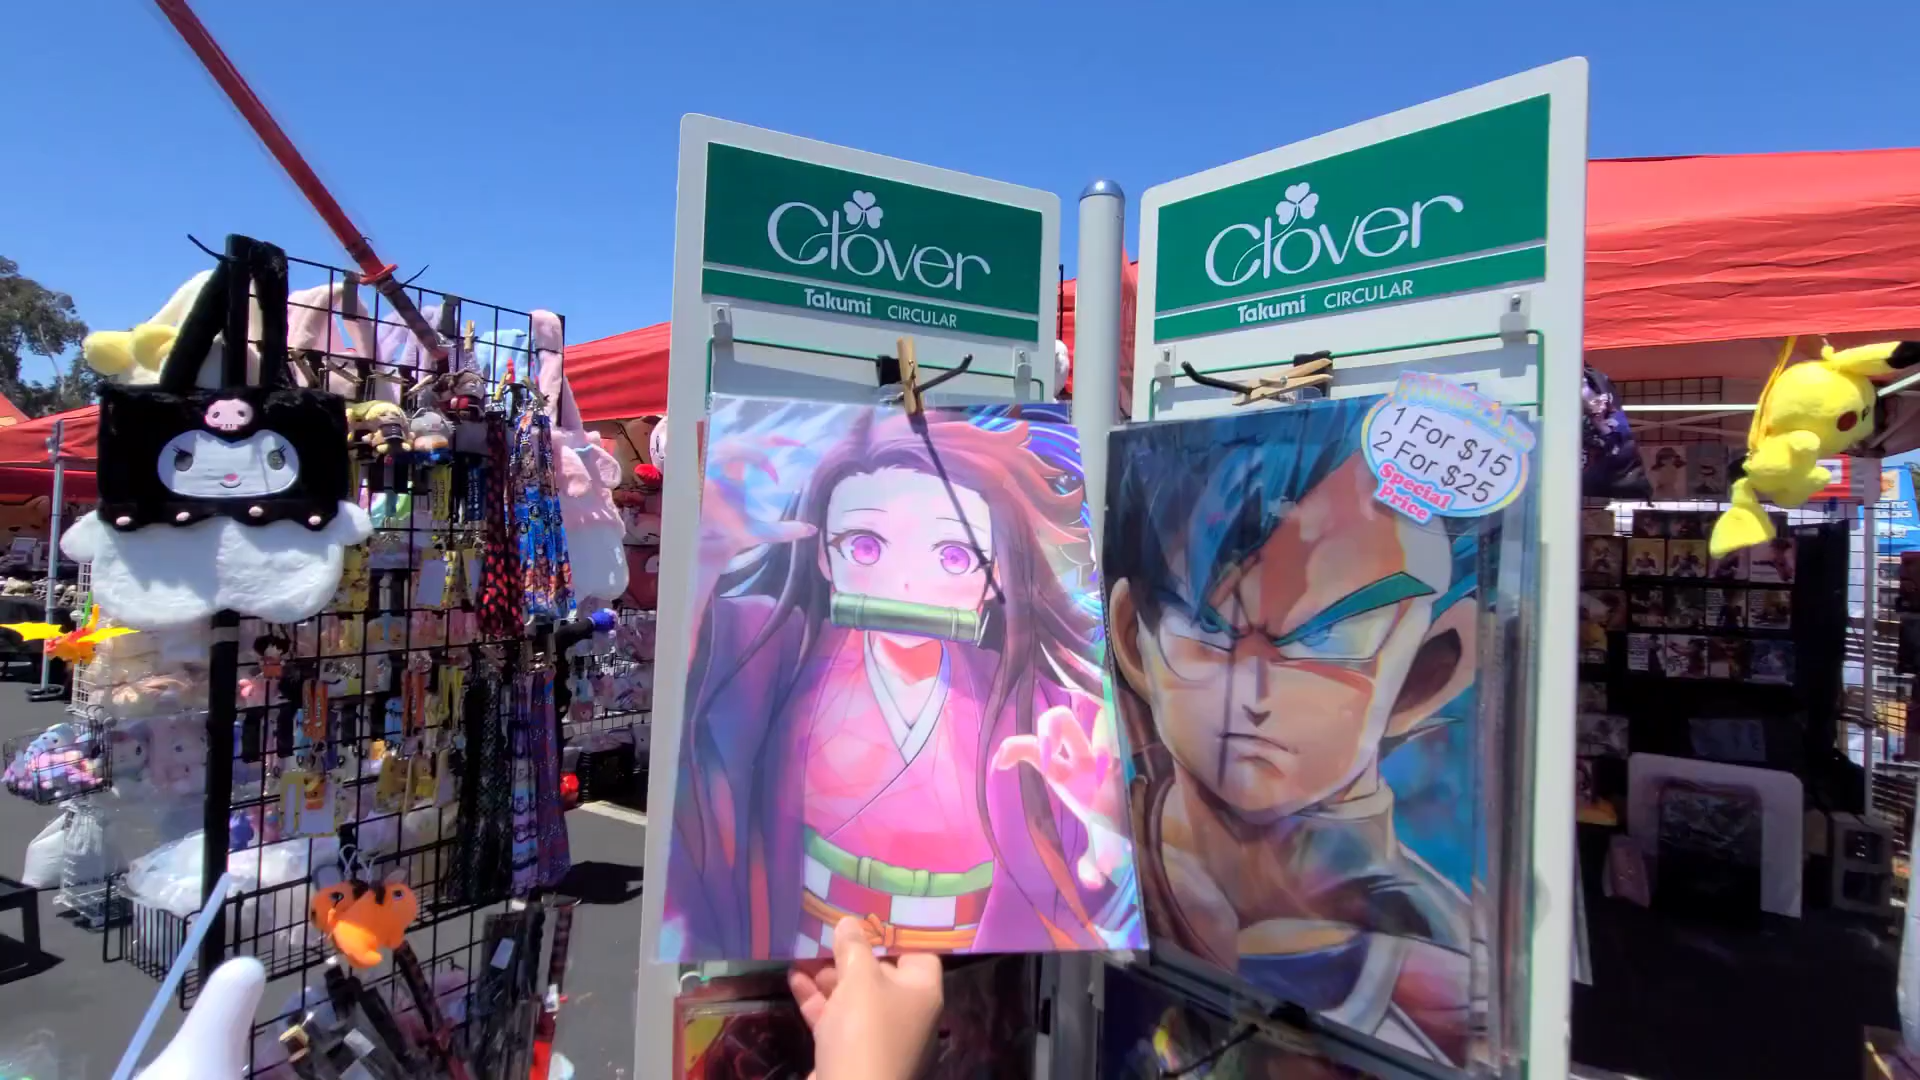 Clover
Takumi CIRCULAR
Clover
Takumi CIRCULAR
1 For $15
2 For $25
Special
Price